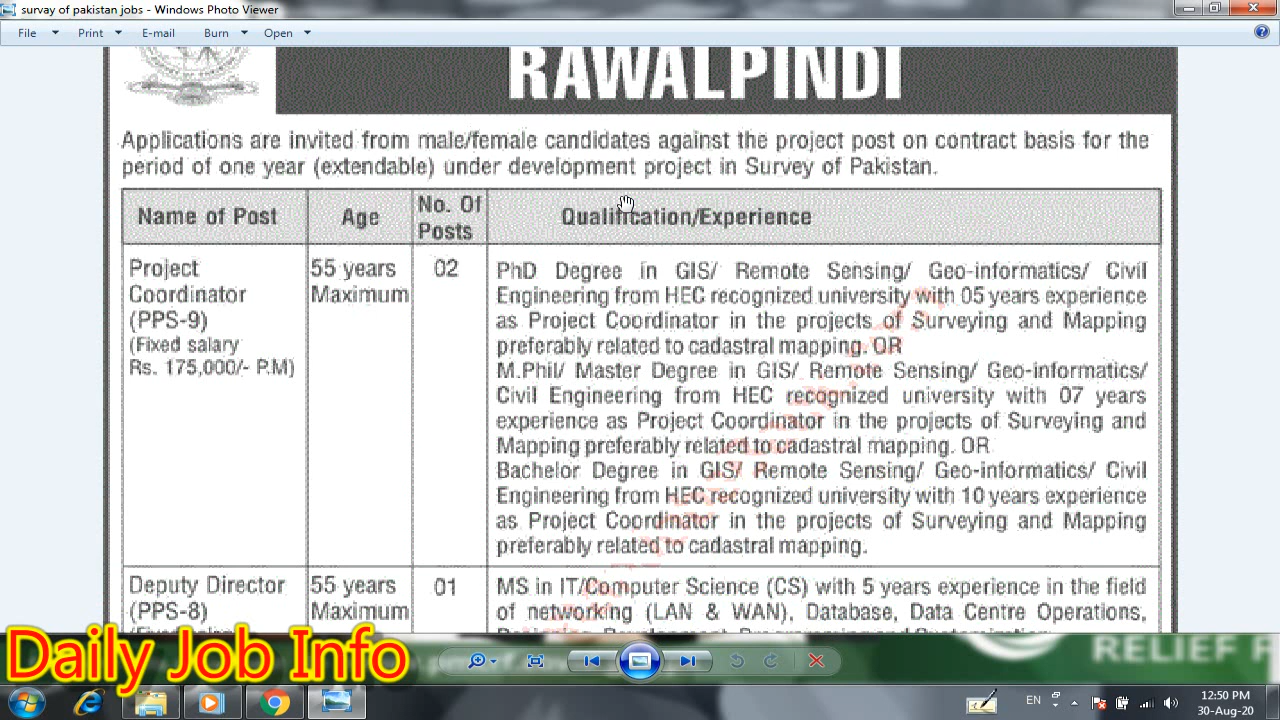 survay of pakistan jobs - Windows Photo Viewer
File Print E-mail Burn Open
RAWALPINDI
Applications are invited from male/female candidates against the project post on contract basis for the
period of one year (extendable) under development project in Survey of Pakistan.
Name of Post Age No. Of Posts Qualification/Experience
Project
Coordinator
(PPS-9)
(Fixed salary
Rs. 175,000/- P.M)
55 years
Maximum
02
PhD Degree in GIS/ Remote Sensing/ Geo-informatics/ Civil
Engineering from HEC recognized university with 05 years experience
as Project Coordinator in the projects of Surveying and Mapping
preferably related to cadastral mapping. OR
M.Phil/ Master Degree in GIS/ Remote Sensing/ Geo-informatics/
Civil Engineering from HEC recognized university with 07 years
experience as Project Coordinator in the projects of Surveying and
Mapping preferably related to cadastral mapping. OR
Bachelor Degree in GIS/ Remote Sensing/ Geo-informatics/ Civil
Engineering from HEC recognized university with 10 years experience
as Project Coordinator in the projects of Surveying and Mapping
preferably related to cadastral mapping.
Deputy Director
(PPS-8)
55 years
Maximum
01
MS in IT/Computer Science (CS) with 5 years experience in the field
of networking (LAN & WAN), Database, Data Centre Operations,
Daily Job Info
RELIEF
EN
12:50 PM
30-Aug-20